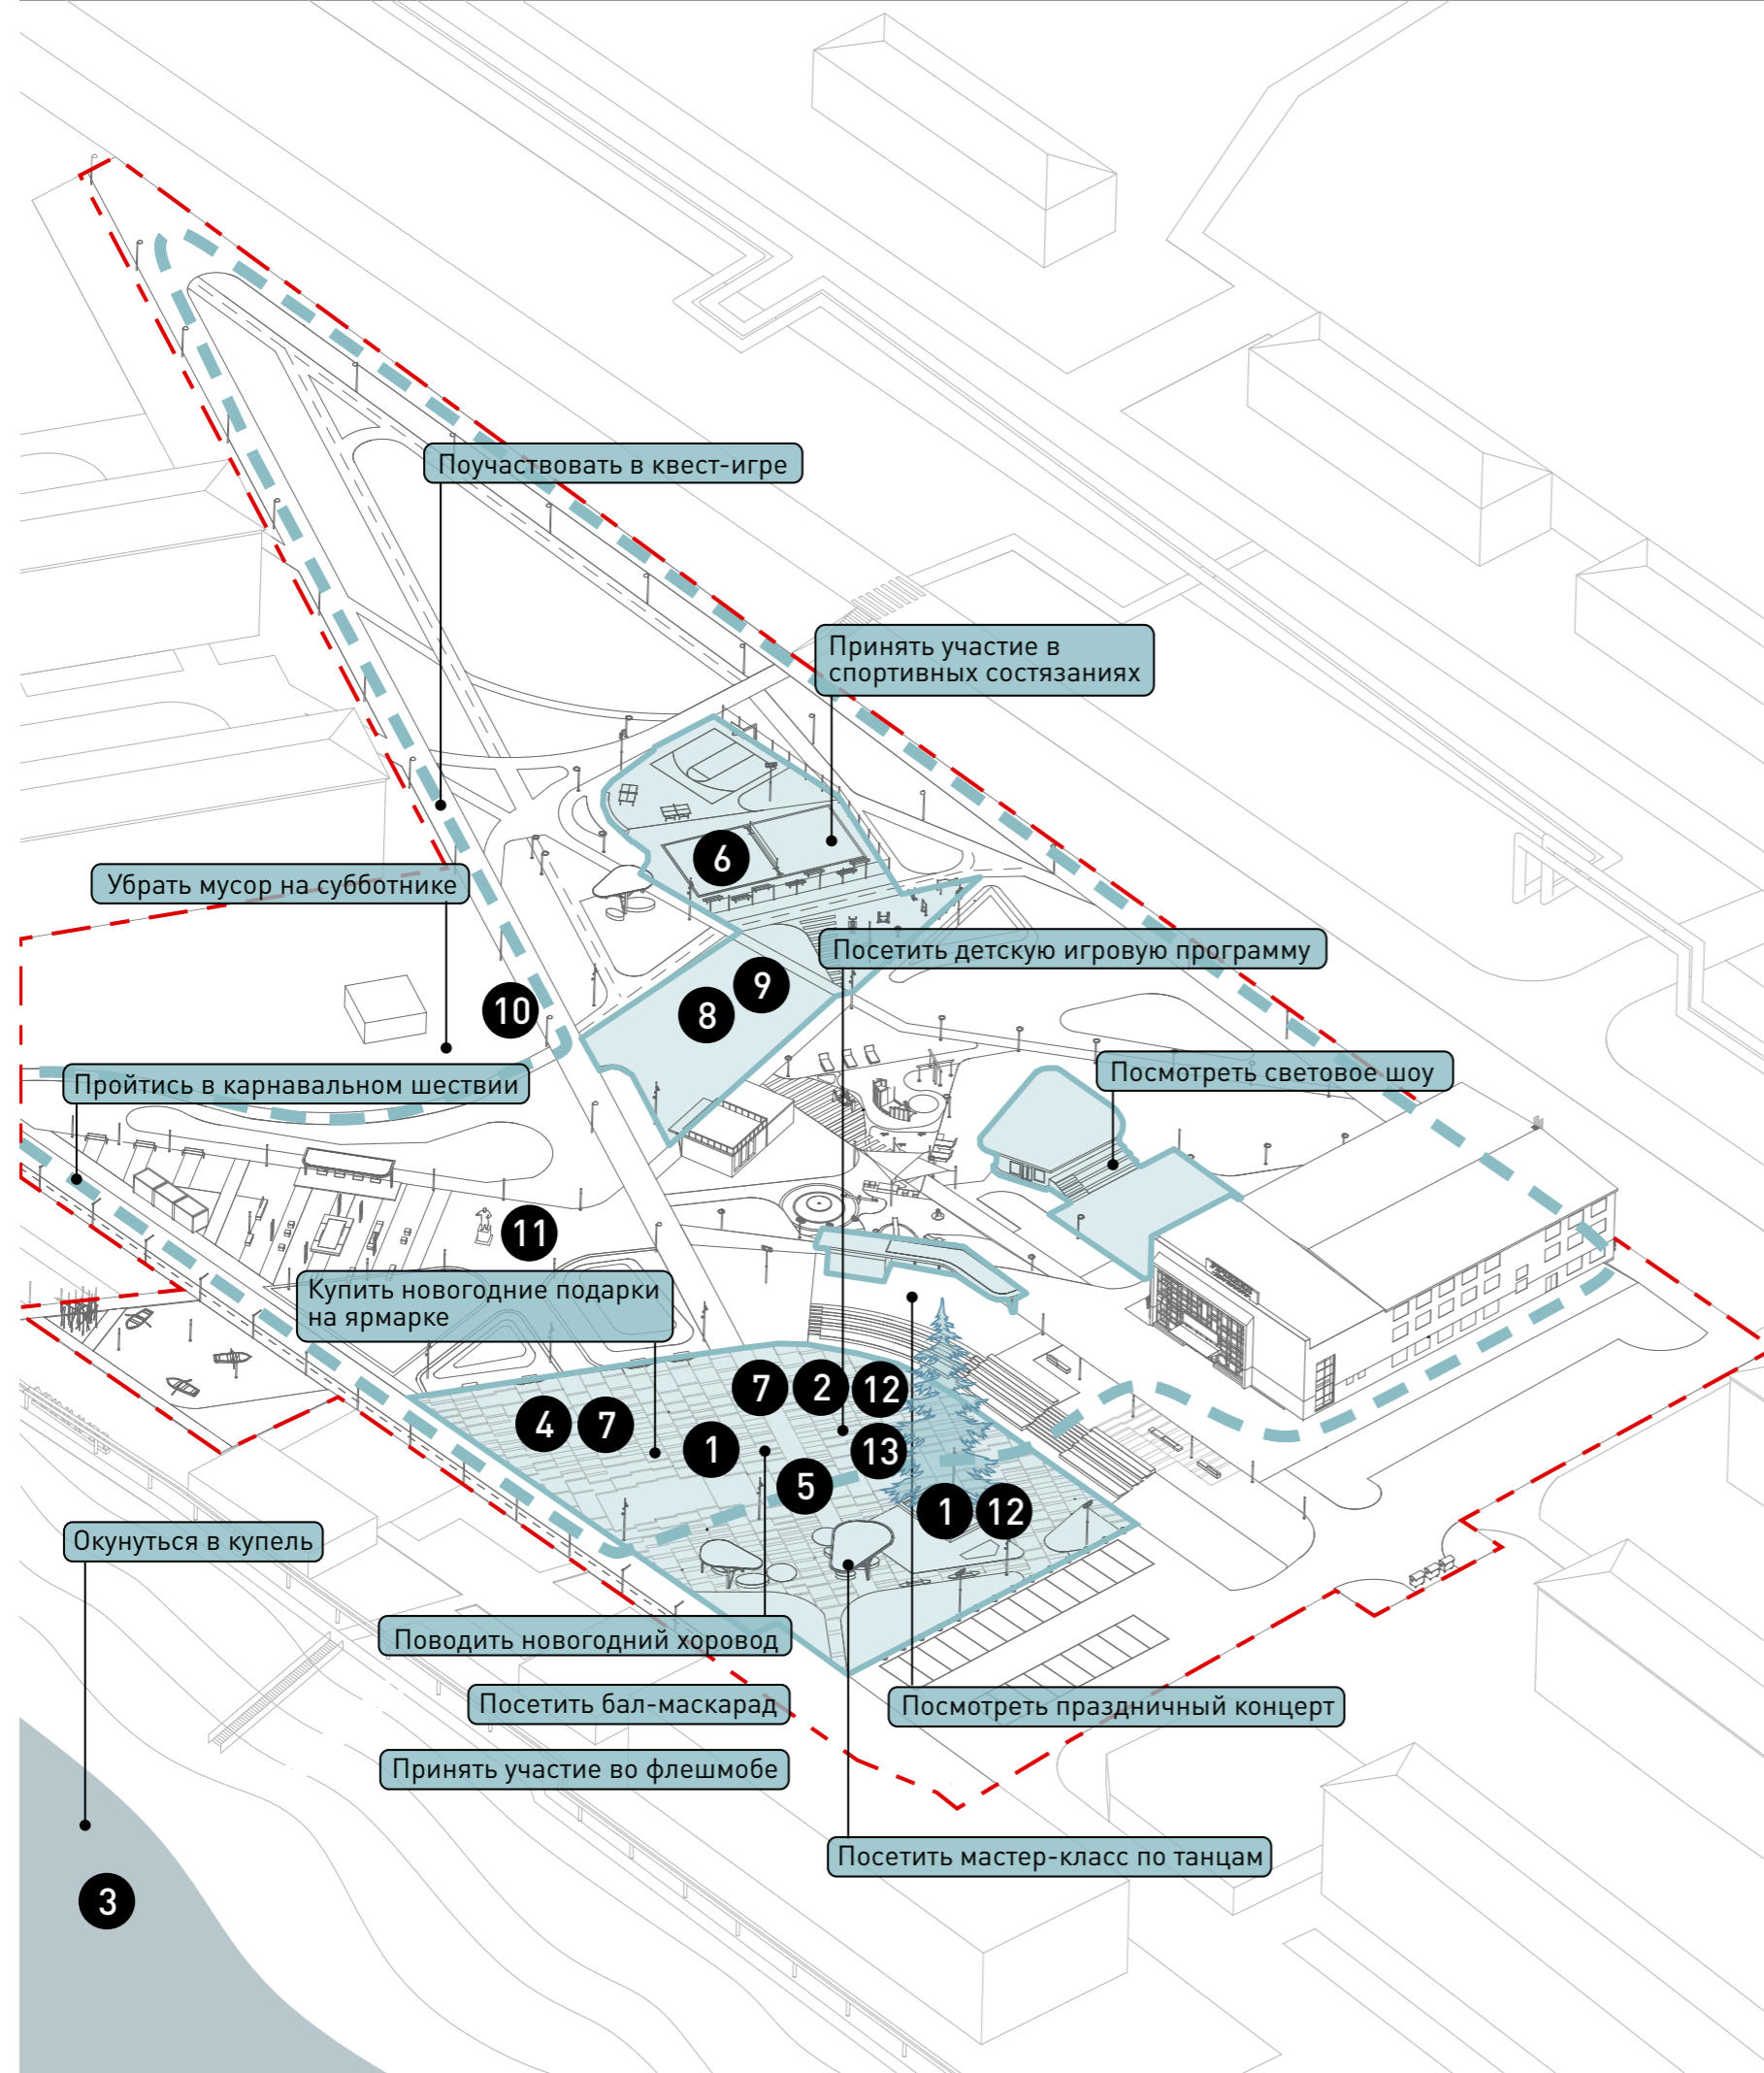 Поучаствовать в квест-игре
Принять участие в
спортивных состязаниях
6
Убрать мусор на субботнике
Посетить детскую игровую программу
9
8
10
Посмотреть световое шоу
Пройтись в карнавальном шествии
11
Купить новогодние подарки
на ярмарке
7
2
12
4
7
1
13
5
1
12
Окунуться в купель
Поводить новогодний хоровод
Посетить бал-маскарад
Посмотреть праздничный концерт
Принять участие во флешмобе
Посетить мастер-класс по танцам
3